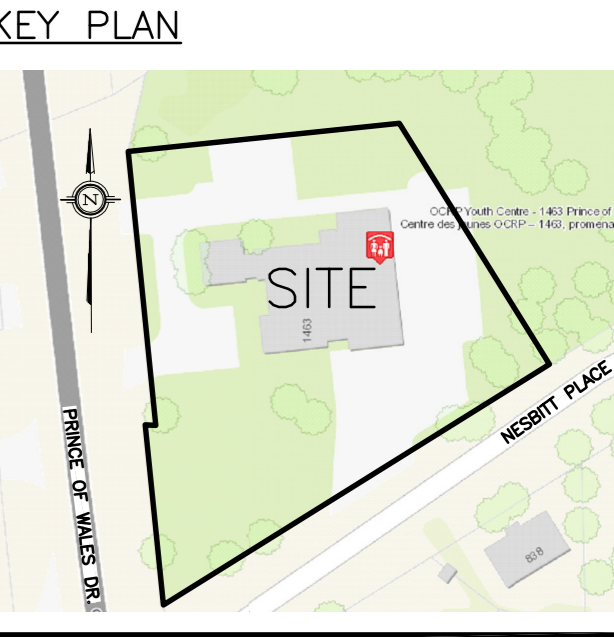 KEY PLAN
N
OCRP Youth Centre - 1463 Prince of
Centre des jeunes OCRP – 1463, promena
SITE
1463
NESBITT PLACE
PRINCE OF WALES DR.
838